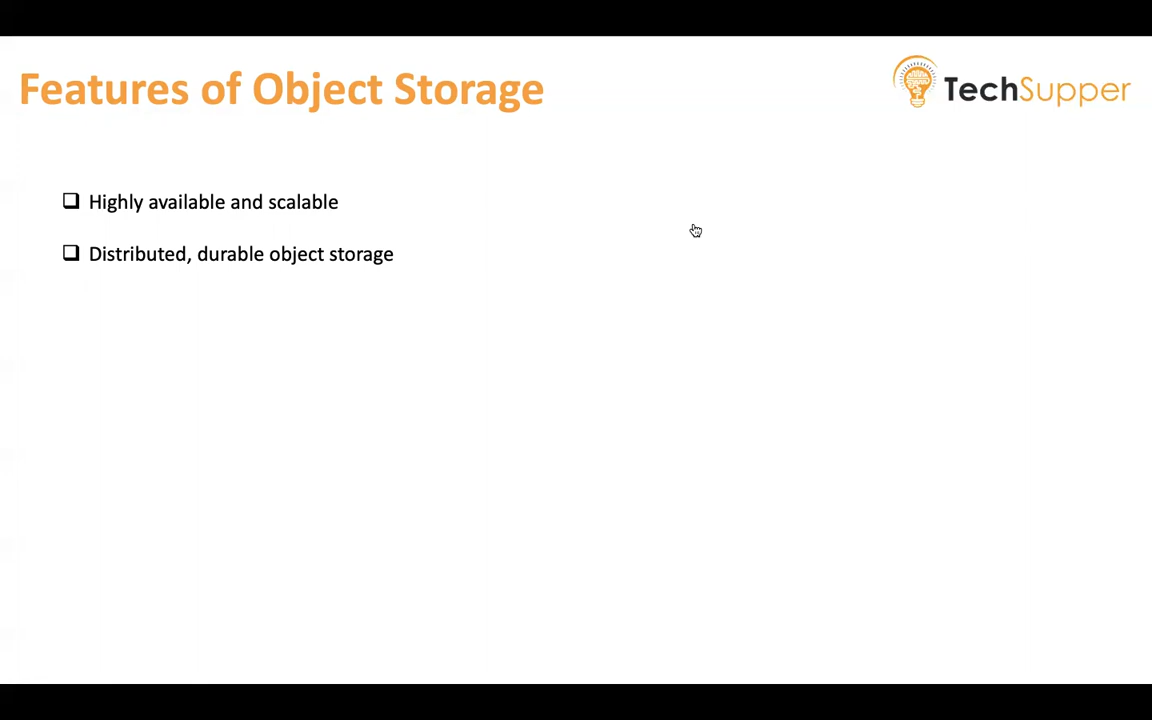 Features of Object Storage
TechSupper
Highly available and scalable
Distributed, durable object storage